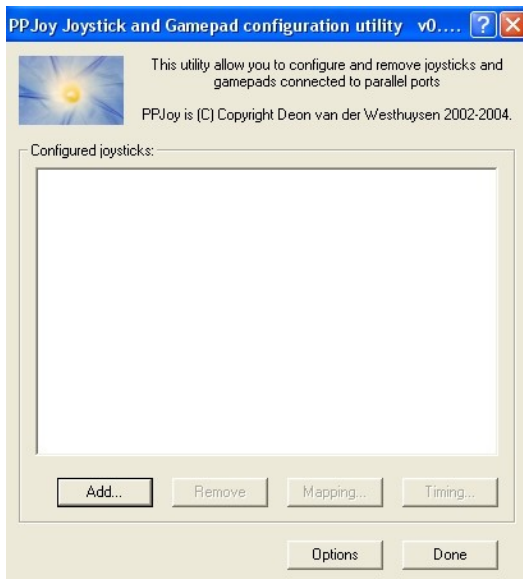 PPJoy Joystick and Gamepad configuration utility v0.... ?
This utility allow you to configure and remove joysticks and
gamepads connected to parallel ports
PPJoy is (C) Copyright Deon van der Westhuysen 2002-2004.
Configured joysticks:
Add... Remove Mapping... Timing...
Options Done